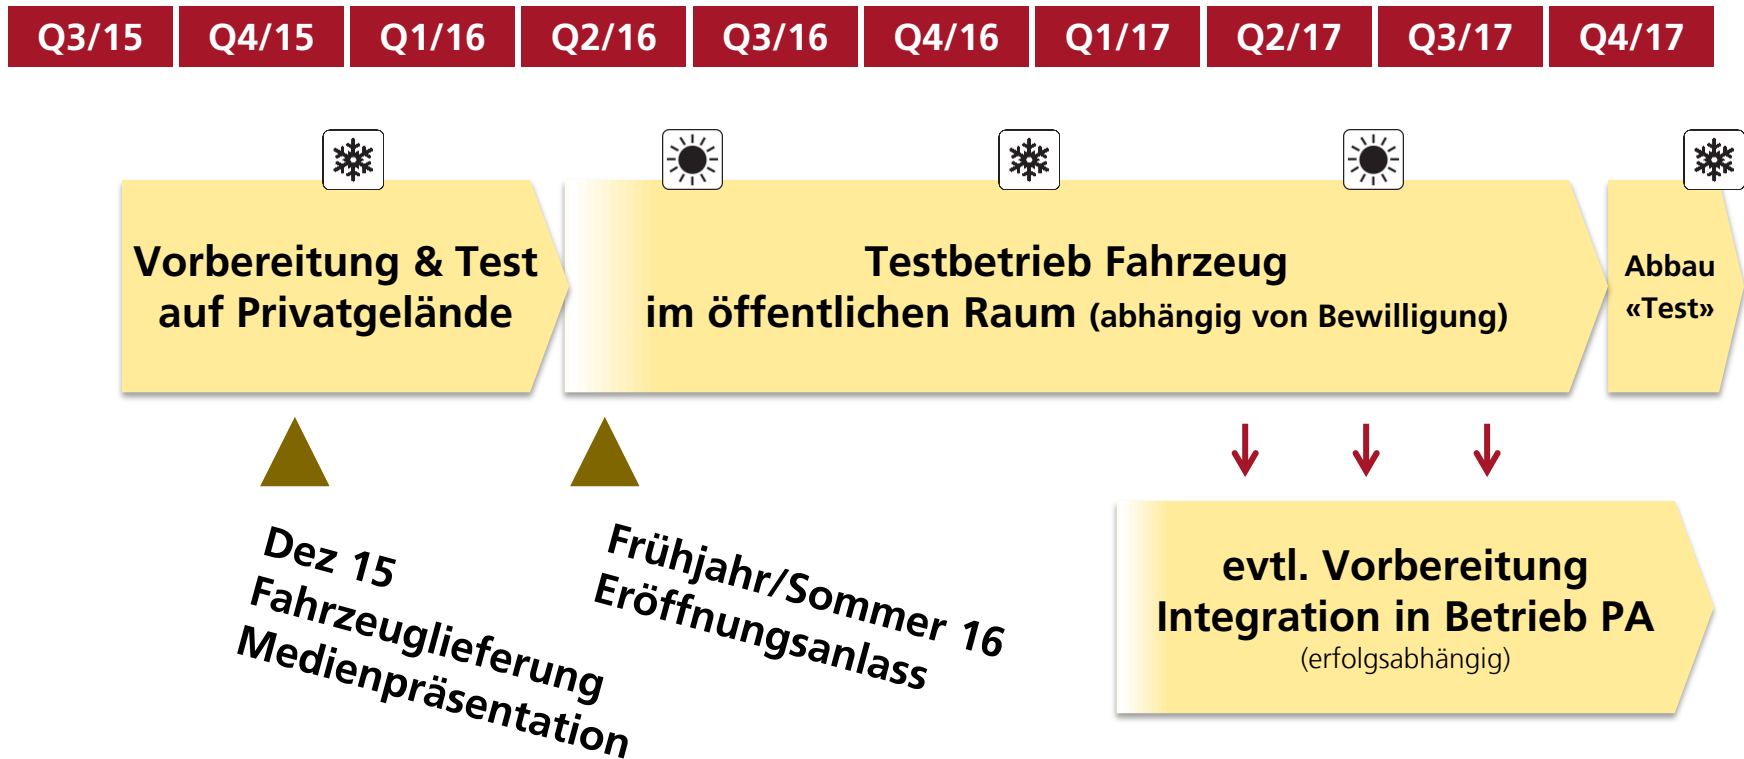 Q3/15 Q4/15 Q1/16 Q2/16 Q3/16 Q4/16 Q1/17 Q2/17 Q3/17 Q4/17
Vorbereitung & Test
auf Privatgelände
Testbetrieb Fahrzeug
im öffentlichen Raum (abhängig von Bewilligung)
Abbau
«Test»
Dez 15
Fahrzeuglieferung
Medienpräsentation
Frühjahr/Sommer 16
Eröffnungsanlass
evtl. Vorbereitung
Integration in Betrieb PA
(erfolgsabhängig)